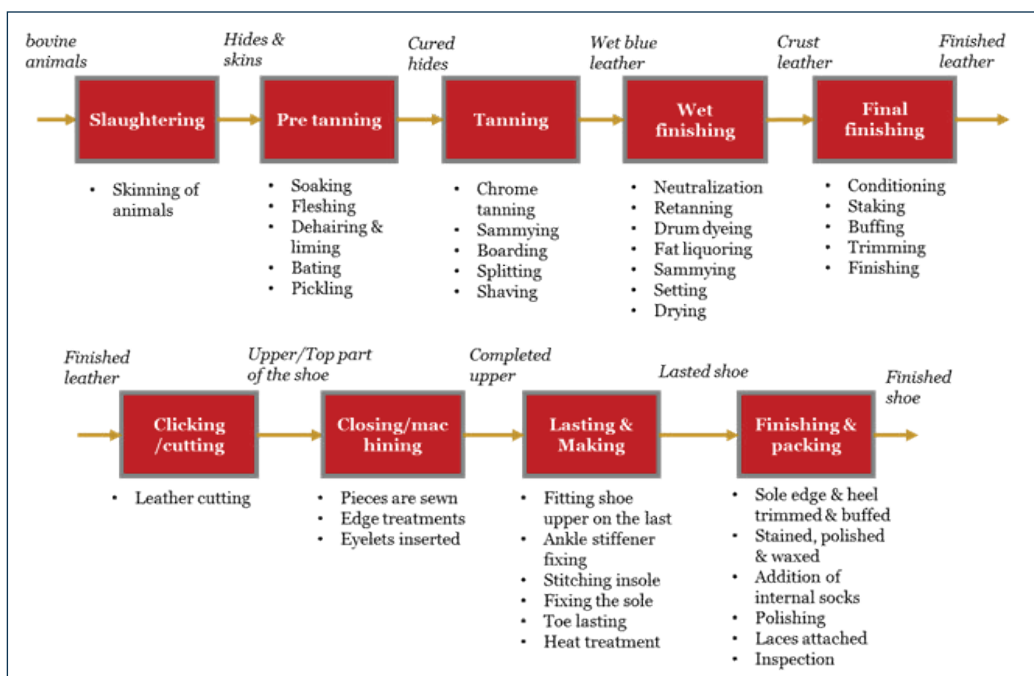 bovine
animals
Hides &
skins
Cured
hides
Wet blue
leather
Crust
leather
Finished
leather
Slaughtering
Pre tanning
Tanning
Wet
finishing
Final
finishing
• Skinning of
animals
• Soaking
• Fleshing
• Dehairing &
liming
• Bating
• Pickling
• Chrome
tanning
• Sammying
• Boarding
• Splitting
• Shaving
• Neutralization
• Retanning
• Drum dyeing
• Fat liquoring
• Sammying
• Setting
• Drying
• Conditioning
• Staking
• Buffing
• Trimming
• Finishing
Finished
leather
Upper/Top part
of the shoe
Completed
upper
Lasted shoe
Finished
shoe
Clicking
/cutting
Closing/mac
hining
Lasting &
Making
Finishing &
packing
• Leather cutting
• Pieces are sewn
• Edge treatments
• Eyelets inserted
• Fitting shoe
upper on the last
• Ankle stiffener
fixing
• Stitching insole
• Fixing the sole
• Toe lasting
• Heat treatment
• Sole edge & heel
trimmed & buffed
• Stained, polished
& waxed
• Addition of
internal socks
• Polishing
• Laces attached
• Inspection